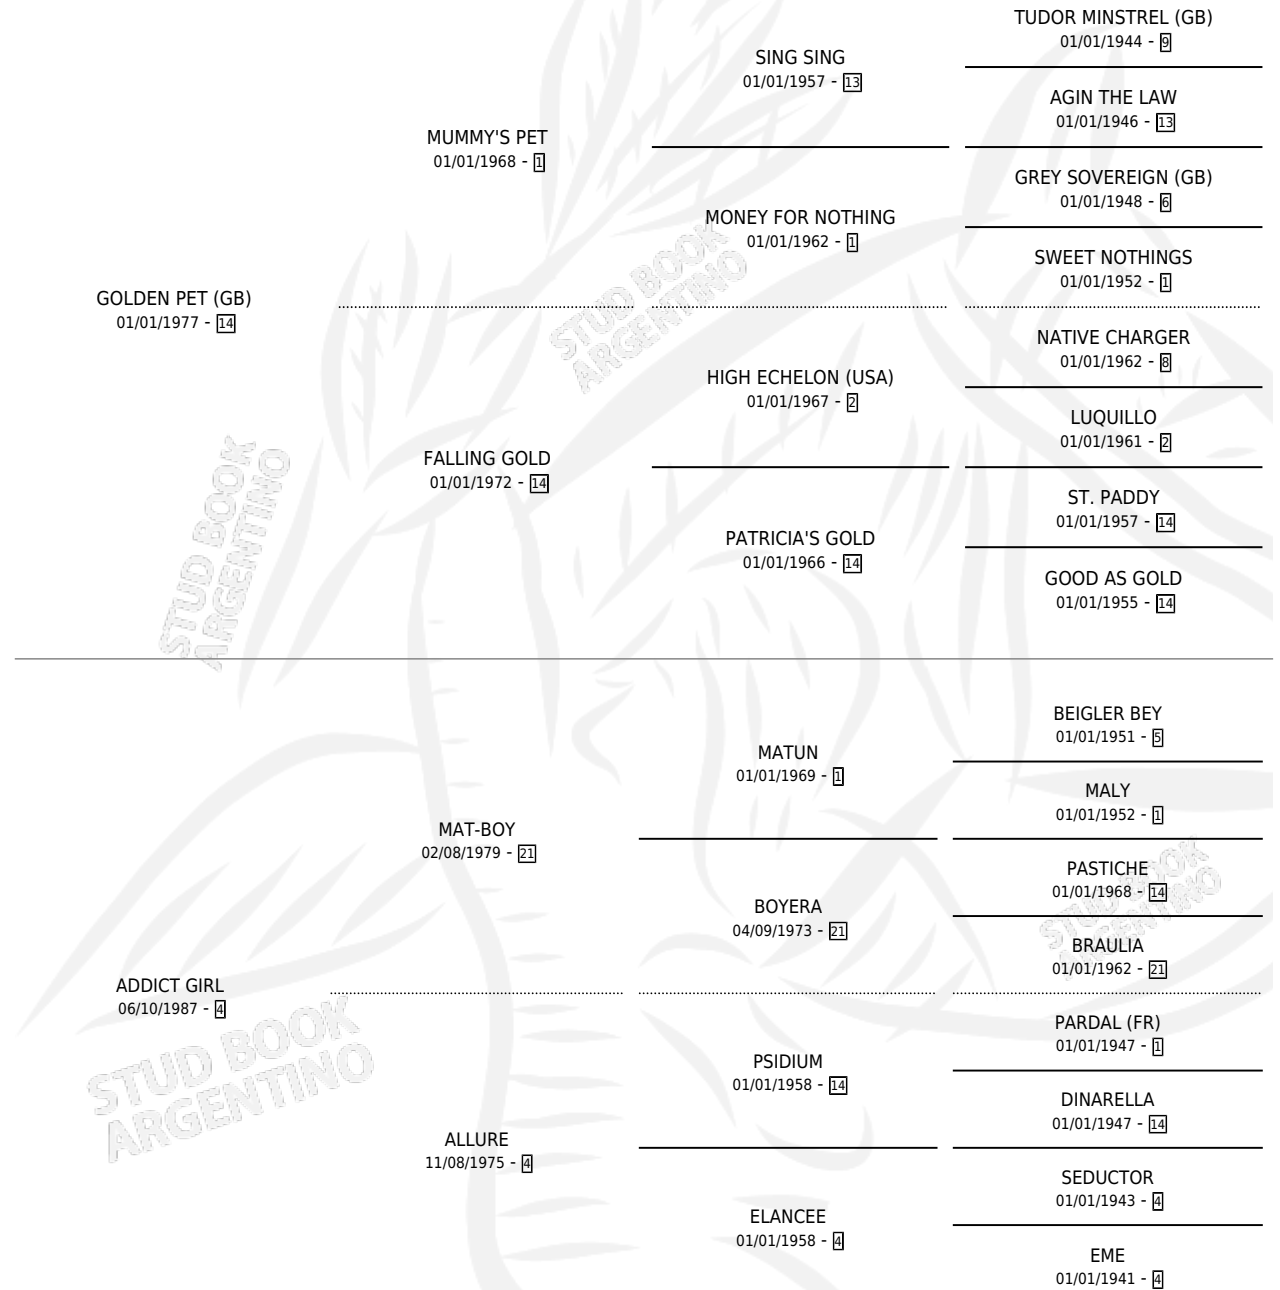 TUDOR MINSTREL (GB)
01/01/1944 - 9
SING SING
01/01/1957 - 13
AGIN THE LAW
01/01/1946 - 13
MUMMY'S PET
01/01/1968 - 1
GREY SOVEREIGN (GB)
01/01/1948 - 6
MONEY FOR NOTHING
01/01/1962 - 1
SWEET NOTHINGS
01/01/1952 - 1
GOLDEN PET (GB)
01/01/1977 - 14
NATIVE CHARGER
01/01/1962 - 8
HIGH ECHELON (USA)
01/01/1967 - 2
LUQUILLO
01/01/1961 - 2
FALLING GOLD
01/01/1972 - 14
ST. PADDY
01/01/1957 - 14
PATRICIA'S GOLD
01/01/1966 - 14
GOOD AS GOLD
01/01/1955 - 14
BEIGLER BEY
01/01/1951 - 5
MATUN
01/01/1969 - 1
MALY
01/01/1952 - 1
MAT-BOY
02/08/1979 - 21
PASTICHE
01/01/1968 - 14
BOYERA
04/09/1973 - 21
BRAULIA
01/01/1962 - 21
ADDICT GIRL
06/10/1987 - 4
PARDAL (FR)
01/01/1947 - 1
PSIDIUM
01/01/1958 - 14
DINARELLA
01/01/1947 - 14
ALLURE
11/08/1975 - 4
SEDUCTOR
01/01/1943 - 4
ELANCEE
01/01/1958 - 4
EME
01/01/1941 - 4
STUD BOOK
ARGENTINO
STUD BOOK
ARGENTINO
STUD BOOK
ARGENTINO
STUD BOOK
ARGENTINO